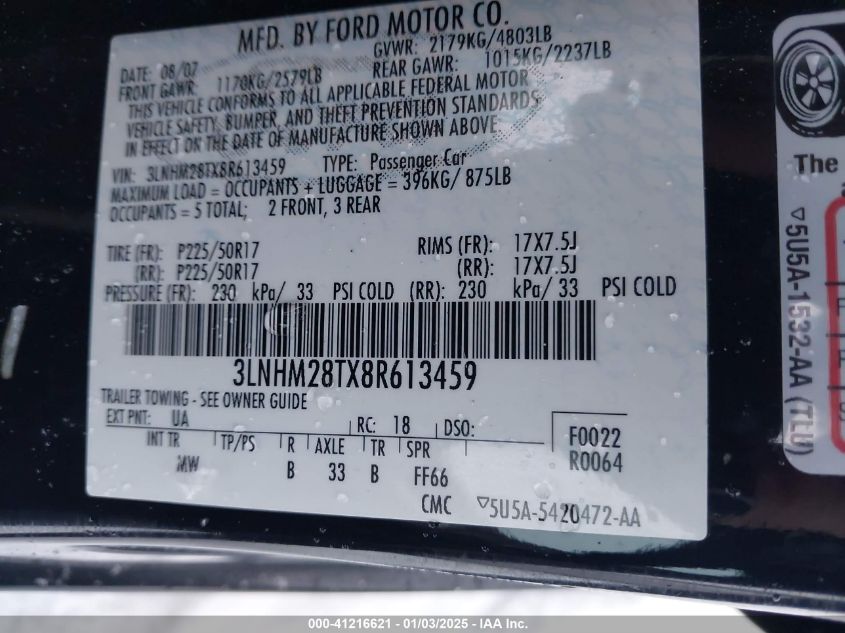 MFD. BY FORD MOTOR CO.
DATE: 08/07 GVWR: 2179KG/4803LB
FRONT GAWR: 1170KG/2579LB REAR GAWR: 1015KG/2237LB
THIS VEHICLE CONFORMS TO ALL APPLICABLE FEDERAL MOTOR
VEHICLE SAFETY, BUMPER, AND THEFT PREVENTION STANDARDS
IN EFFECT ON THE DATE OF MANUFACTURE SHOWN ABOVE.
VIN: 3LNHM28TX8R613459 TYPE: Passenger Car
MAXIMUM LOAD = OCCUPANTS + LUGGAGE = 396KG/ 875LB
OCCUPANTS = 5 TOTAL; 2 FRONT, 3 REAR
TIRE (FR): P225/50R17 RIMS (FR): 17X7.5J
(RR): P225/50R17 (RR): 17X7.5J
PRESSURE (FR): 230 kPa/ 33 PSI COLD (RR): 230 kPa/ 33 PSI COLD
3LNHM28TX8R613459
TRAILER TOWING - SEE OWNER GUIDE
EXT PNT: UA RC: 18 DSO:
INT TR TP/PS R AXLE TR SPR
MW B 33 B FF66
F0022
R0064
CMC ▽5U5A-5420472-AA
The
▽5U5A-1532-AA (TLU)
000-41216621 - 01/03/2025 - IAA Inc.